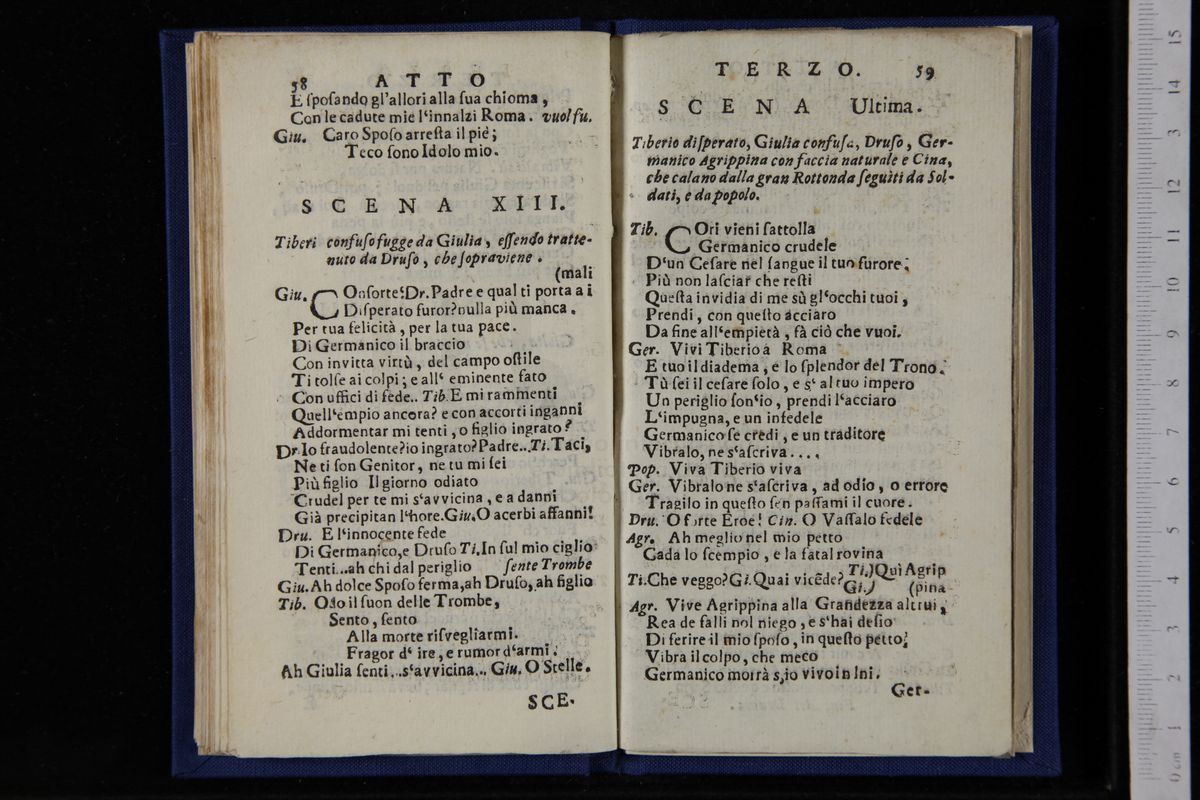 58 ATTO
E sposando gl'allori alla sua chioma ,
Con le cadute mie l‘innalzi Roma. vuol fu.
Giu. Caro Sposo arresta il piè;
Teco sono Idolo mio.
SCENA XIII.
Tiberi confuso fugge da Giulia , essendo tratte-
nuto da Druso , che sopraviene .
(mali
Giu. COnsorte! Dr. Padre e qual ti porta a i
Disperato furor? nulla più manca .
Per tua felicità , per la tua pace.
Di Germanico il braccio
Con invitta virtù , del campo ostile
Ti tolse ai colpi ; e all‘ eminente fato
Con uffici di fede.. Tib. E mi rammenti
Quell‘empio ancora? e con accorti inganni
Addormentar mi tenti , o figlio ingrato?
Dr. Io fraudolente? io ingrato? Padre... Ti. Taci,
Ne ti son Genitor, ne tu mi sei
Più figlio Il giorno odiato
Crudel per te mi s‘avvicina , e a danni
Già precipitan l‘hore. Giu. O acerbi affanni!
Dru. E l‘innocente fede
Di Germanico, e Druso Ti. In sul mio ciglio
Tenti...ah chi dal periglio sente Trombe
Giu. Ah dolce Sposo ferma, ah Druso, ah figlio
Tib. Odo il suon delle Trombe,
Sento, sento
Alla morte risvegliarmi.
Fragor d‘ ire, e rumor d‘armi.
Ah Giulia senti...s‘avvicina... Giu. O Stelle.
SCE-
TERZO. 59
SCENA Ultima.
Tiberio disperato, Giulia confusa, Druso, Ger-
manico Agrippina con faccia naturale e Cina,
che calano dalla gran Rottonda seguiti da Sol-
dati, e da popolo.
Tib. COri vieni sattolla
Germanico crudele
D‘un Cesare nel sangue il tuo furore;
Più non lasciar che resti
Questa invidia di me sù gl‘occhi tuoi ,
Prendi , con questo acciaro
Da fine all‘empietà , fà ciò che vuoi.
Ger. Vivi Tiberio a Roma
E tuo il diadema , e lo splendor del Trono.
Tù sei il cesare solo , e s‘ al tuo impero
Un periglio son‘io , prendi l‘acciaro
L‘impugna, e un infedele
Germanico se credi , e un traditore
Vibralo, ne s‘ascriva....
Pop. Viva Tiberio viva
Ger. Vibralo ne s‘ascriva , ad odio , o errore
Tragilo in questo sen passami il cuore.
Dru. O forte Eroe! Cin. O Vassalo fedele
Agr. Ah meglio nel mio petto
Cada lo scempio , e la fatal rovina
Ti. Che veggo? Gi. Quai vicēde? Ti.) Quì Agrip
Gi.) (pina
Agr. Vive Agrippina alla Grandezza altrui ,
Rea de falli nol niego , e s‘hai desio
Di ferire il mio sposo , in questo petto;
Vibra il colpo, che meco
Germanico morrà s,io vivo in lni.
Ger-